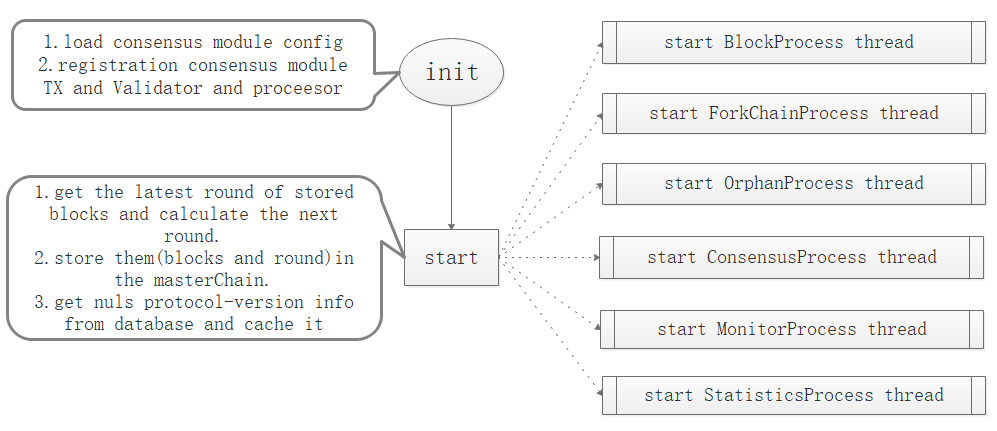 1.load consensus module config
2.registration consensus module
TX and Validator and proceesor
init
1.get the latest round of stored
blocks and calculate the next
round.
2.store them(blocks and round)in
the masterChain.
3.get nuls protocol-version info
from database and cache it
start
start BlockProcess thread
start ForkChainProcess thread
start OrphanProcess thread
start ConsensusProcess thread
start MonitorProcess thread
start StatisticsProcess thread